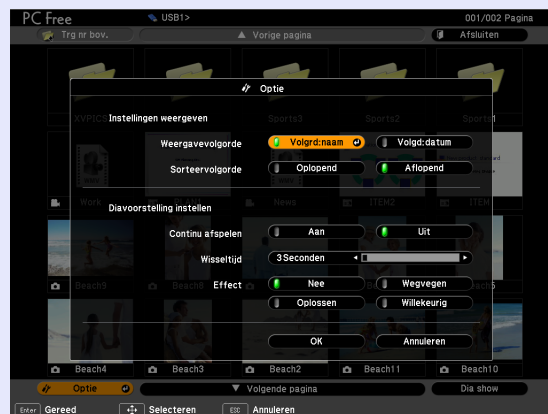 PC Free USB1> 001/002 Pagina
Trg nr bov. ▲ Vorige pagina Afsluiten
Optie
XVPICS Sports3 Sports2 Sports1
Instellingen weergeven
Weergavevolgorde Volgrd:naam Volgd:datum
Sorteervolgorde Oplopend Aflopend
Work News ITEM2 ITEM
Diavoorstelling instellen
Continu afspelen Aan Uit
Wisseltijd 3Seconden
Beach9 Beach8 Beach5
Effect Nee Wegvegen
Oplossen Willekeurig
OK Annuleren
Beach4 Beach3 Beach2 Beach11 Beach10
Optie ▼ Volgende pagina Dia show
Enter Gereed Selecteren ESC Annuleren